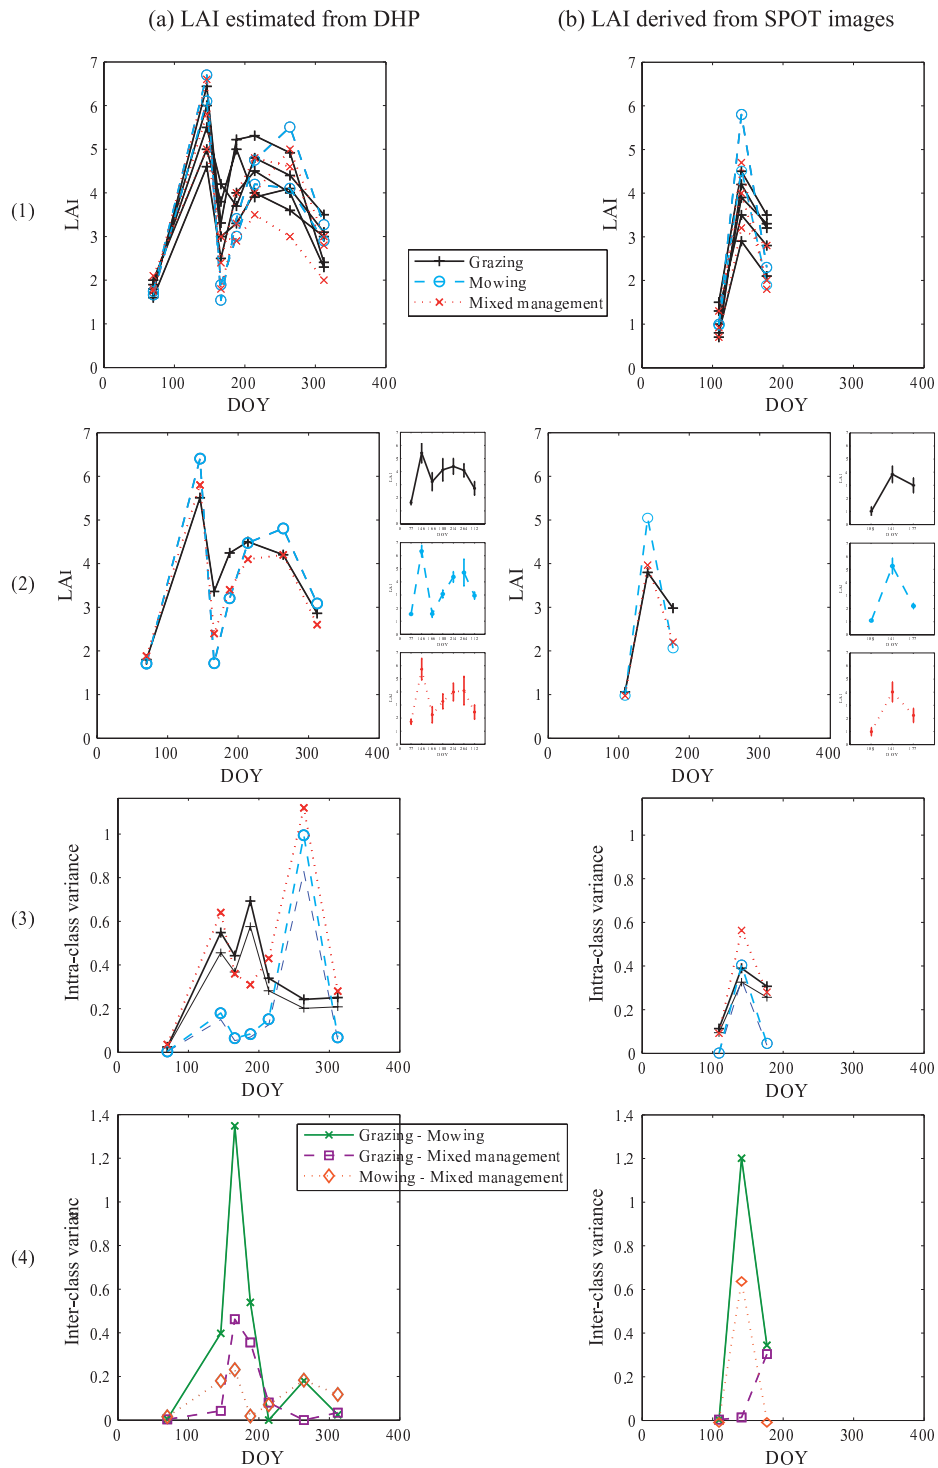 (a) LAI estimated from DHP
(b) LAI derived from SPOT images
(1)
LAI
7
6
5
4
3
2
1
0
0 100 200 300 400
DOY
Grazing
Mowing
Mixed management
LAI
7
6
5
4
3
2
1
0
0 100 200 300 400
DOY
(2)
LAI
7
6
5
4
3
2
1
0
0 100 200 300 400
DOY
LAI
7
6
5
4
3
2
1
0
0 100 200 300 400
DOY
(3)
Intra-class variance
1
0.8
0.6
0.4
0.2
0
0 100 200 300 400
DOY
Intra-class variance
1
0.8
0.6
0.4
0.2
0
0 100 200 300 400
DOY
(4)
Inter-class varianc
1.4
1.2
1
0.8
0.6
0.4
0.2
0
0 100 200 300 400
DOY
Grazing - Mowing
Grazing - Mixed management
Mowing - Mixed management
Inter-class variance
1.4
1.2
1
0.8
0.6
0.4
0.2
0
0 100 200 300 400
DOY